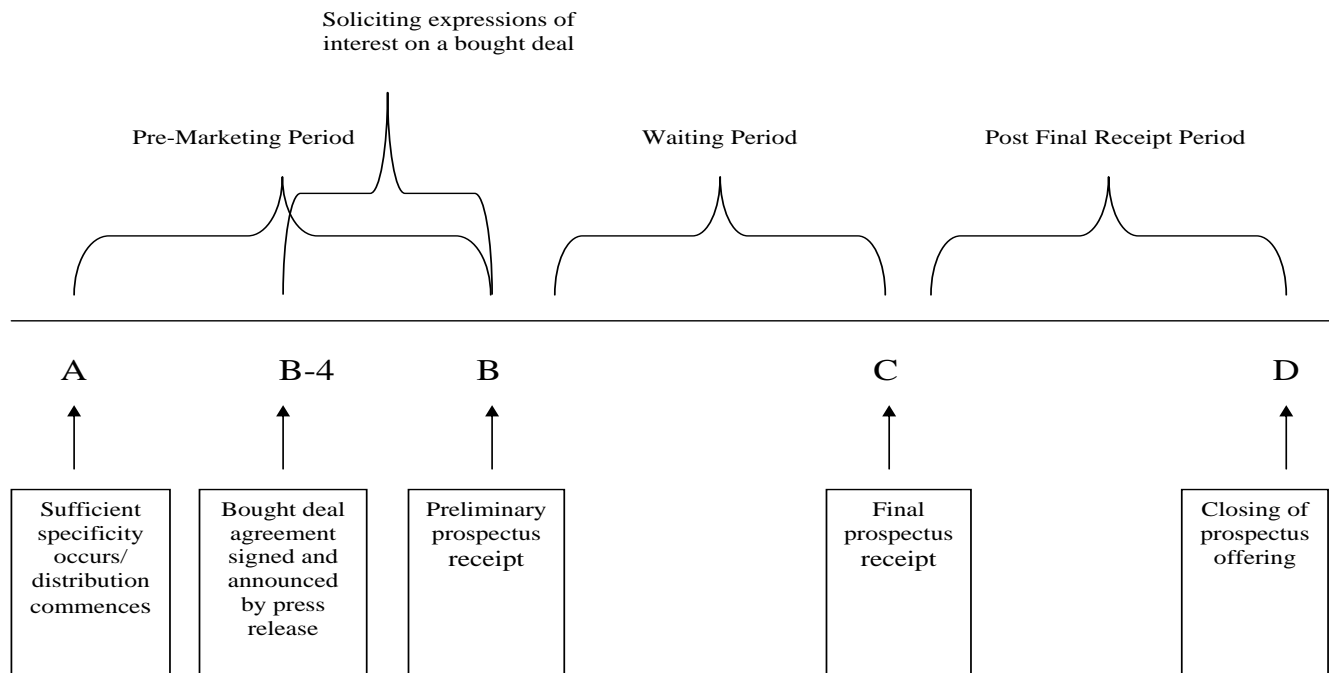 Soliciting expressions of
interest on a bought deal
Pre-Marketing Period
Waiting Period
Post Final Receipt Period
A
B-4
B
C
D
Sufficient
specificity
occurs/
distribution
commences
Bought deal
agreement
signed and
announced
by press
release
Preliminary
prospectus
receipt
Final
prospectus
receipt
Closing of
prospectus
offering